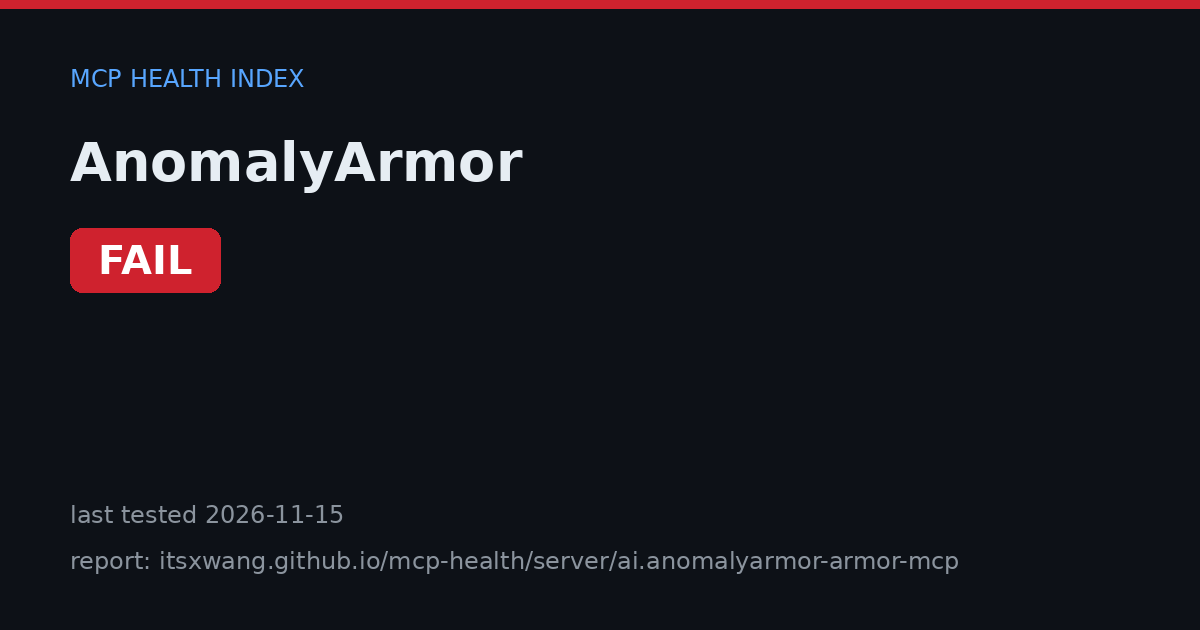 MCP HEALTH INDEX
AnomalyArmor
FAIL
last tested 2026-11-15
report: itsxwang.github.io/mcp-health/server/ai.anomalyarmor-armor-mcp